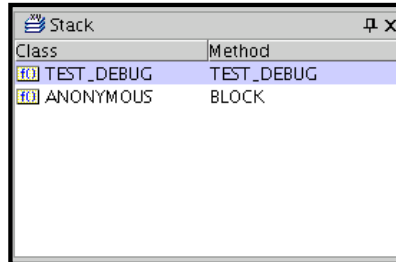 Stack
Class Method
f() TEST_DEBUG TEST_DEBUG
f() ANONYMOUS BLOCK